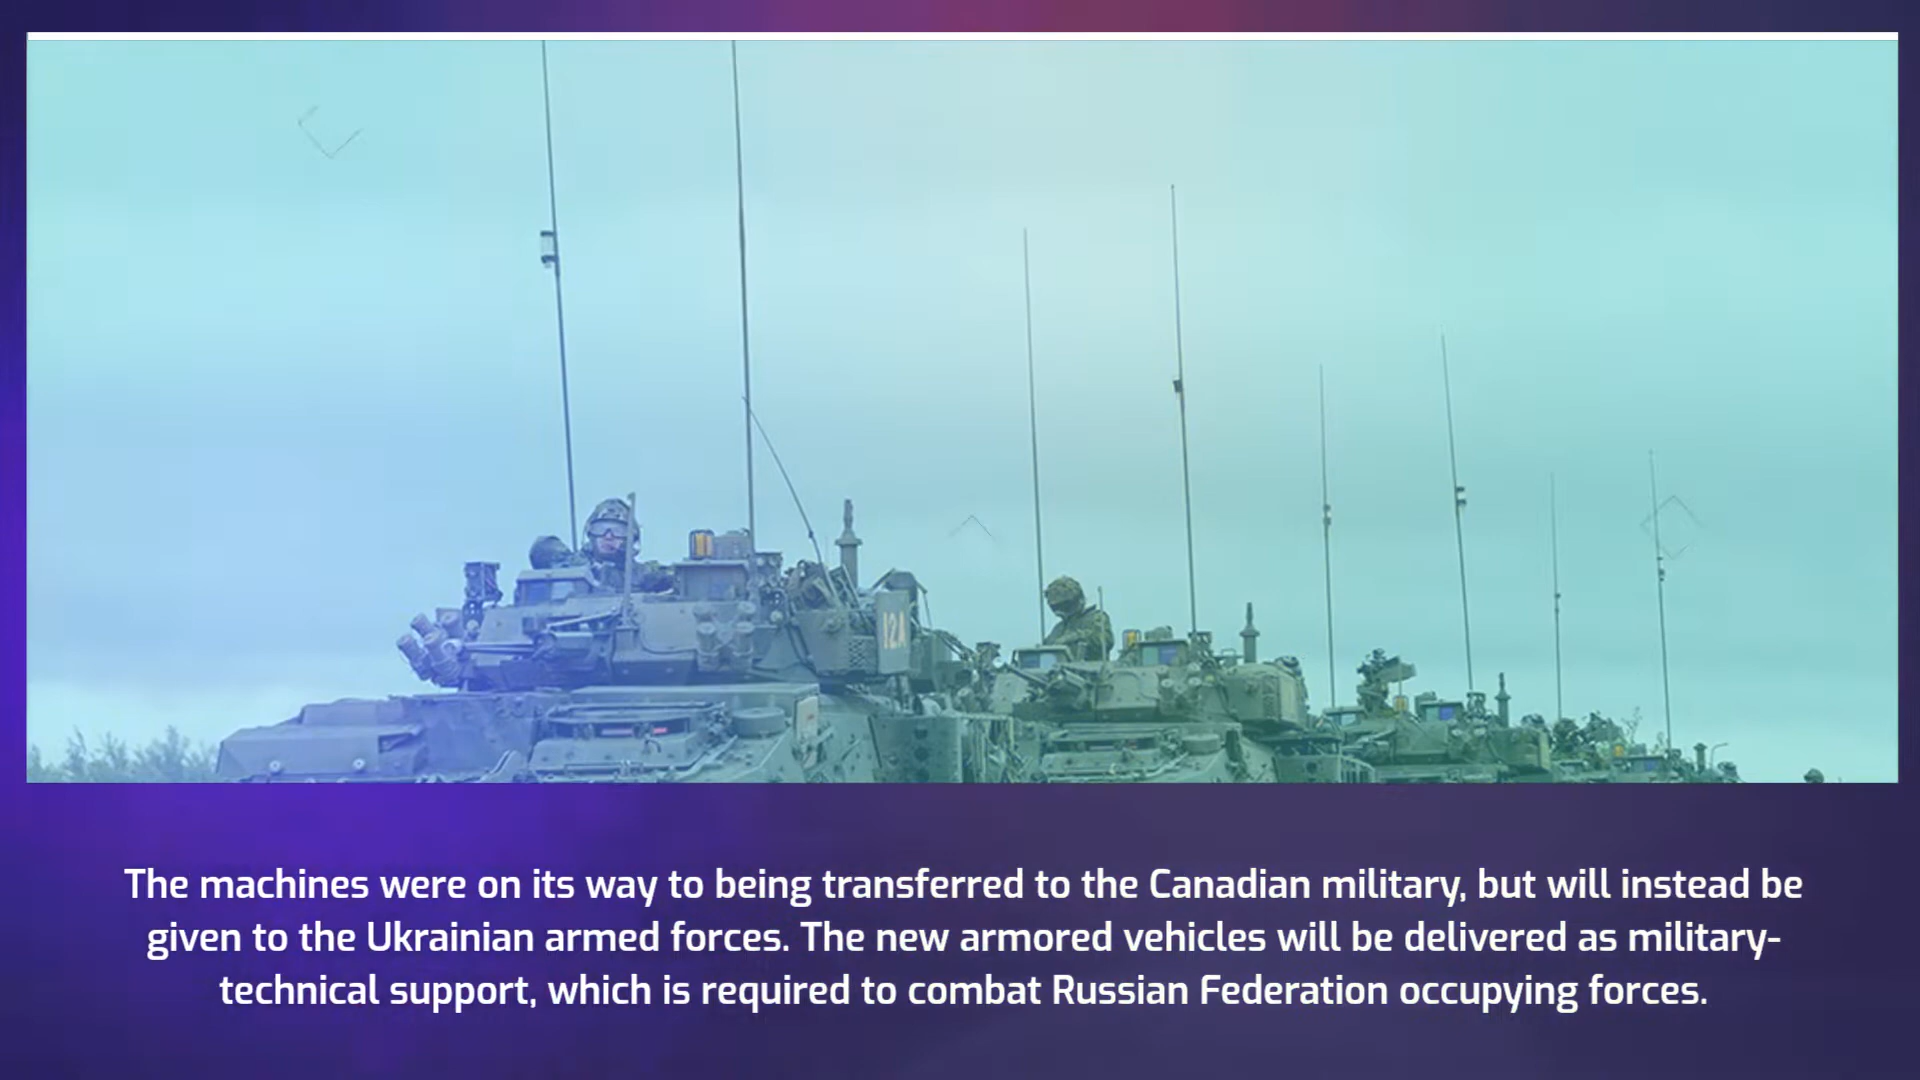 12A
The machines were on its way to being transferred to the Canadian military, but will instead be
given to the Ukrainian armed forces. The new armored vehicles will be delivered as military-
technical support, which is required to combat Russian Federation occupying forces.